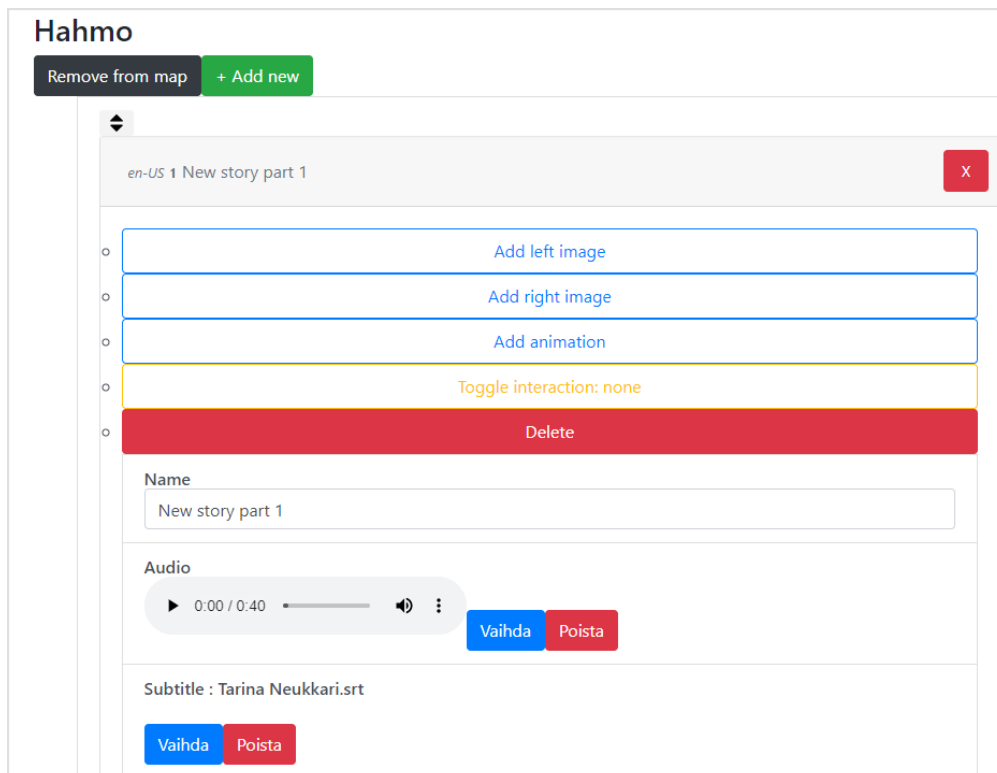 Hahmo
Remove from map + Add new
en-US 1 New story part 1 X
Add left image
Add right image
Add animation
Toggle interaction: none
Delete
Name
New story part 1
Audio
0:00 / 0:40
Vaihda Poista
Subtitle : Tarina Neukkari.srt
Vaihda Poista